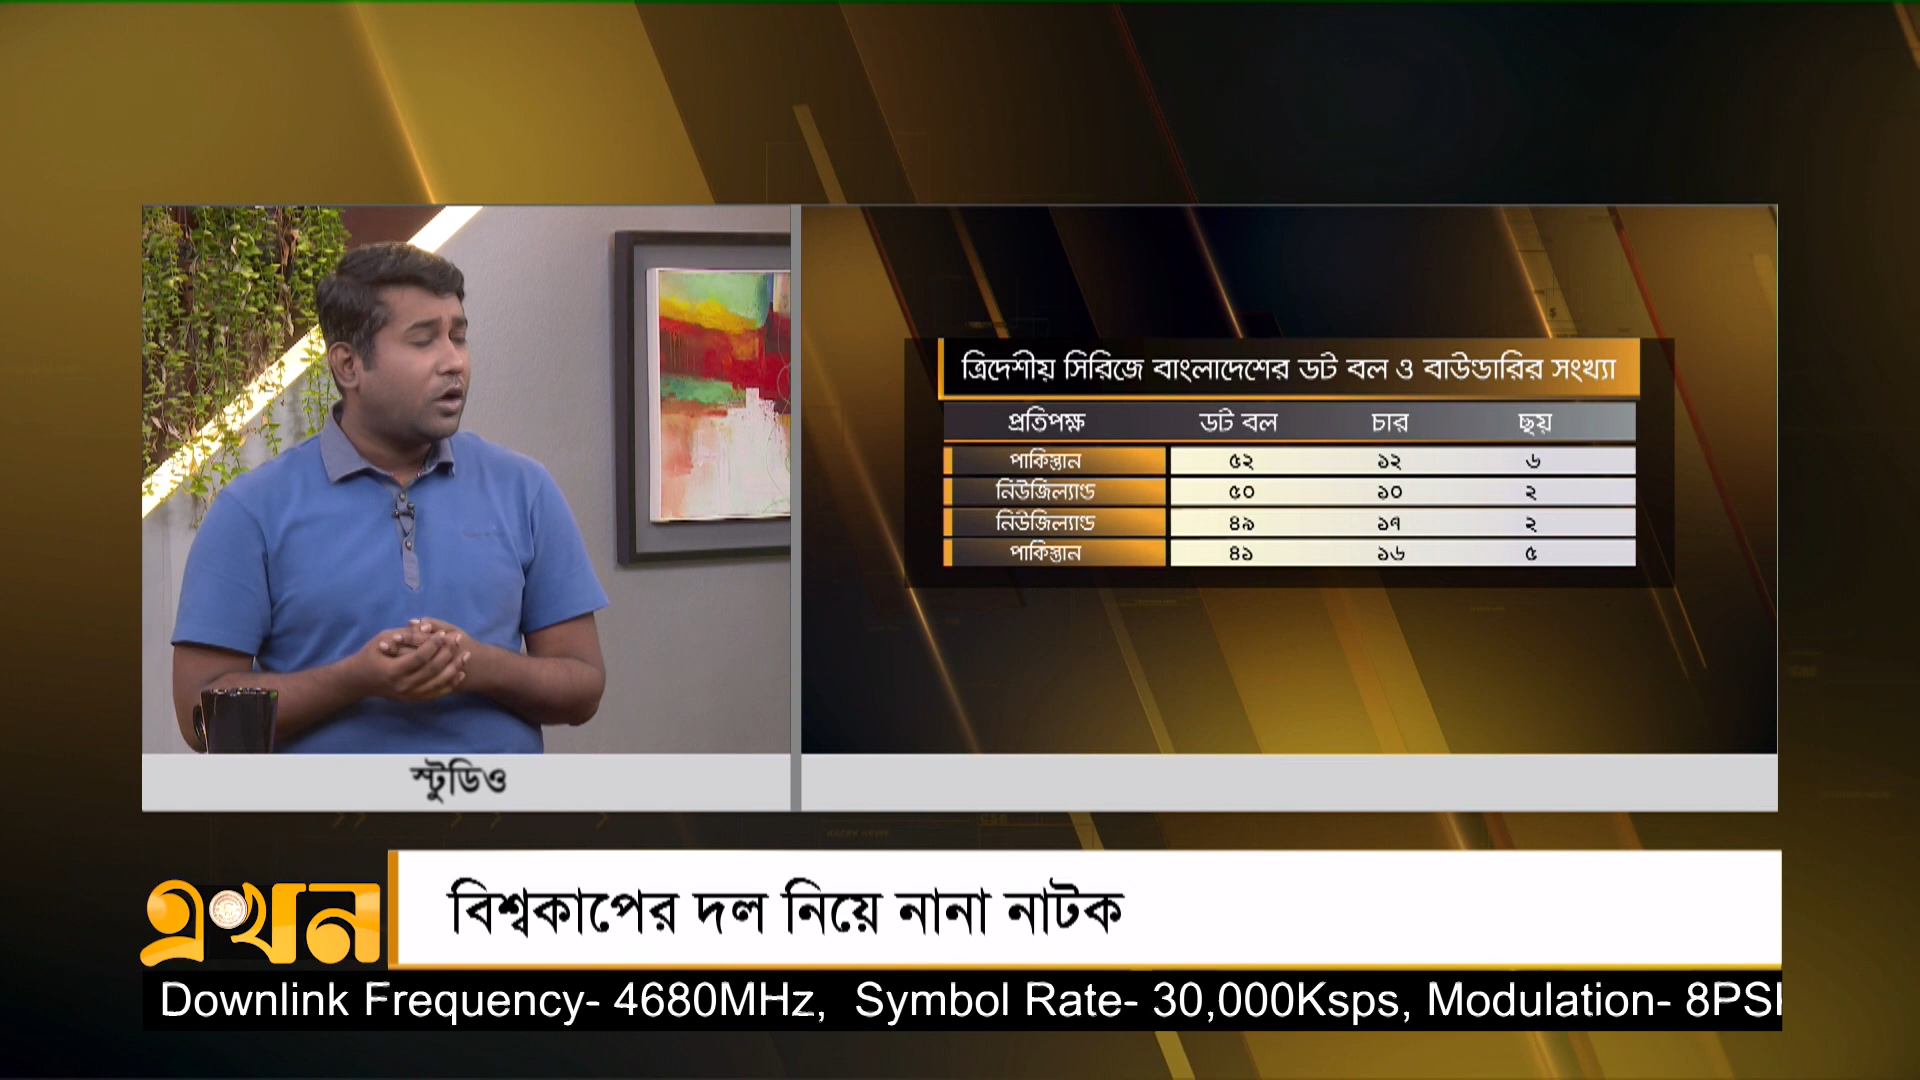 ত্রিদেশীয় সিরিজে বাংলাদেশের ডট বল ও বাউন্ডারির সংখ্যা
প্রতিপক্ষ ডট বল চার ছয়
পাকিস্তান ৫২ ১২ ৬
নিউজিল্যান্ড ৫০ ১০ ২
নিউজিল্যান্ড ৪৯ ১৭ ২
পাকিস্তান ৪১ ১৬ ৫
স্টুডিও
এখন
বিশ্বকাপের দল নিয়ে নানা নাটক
Downlink Frequency- 4680MHz, Symbol Rate- 30,000Ksps, Modulation- 8PSK